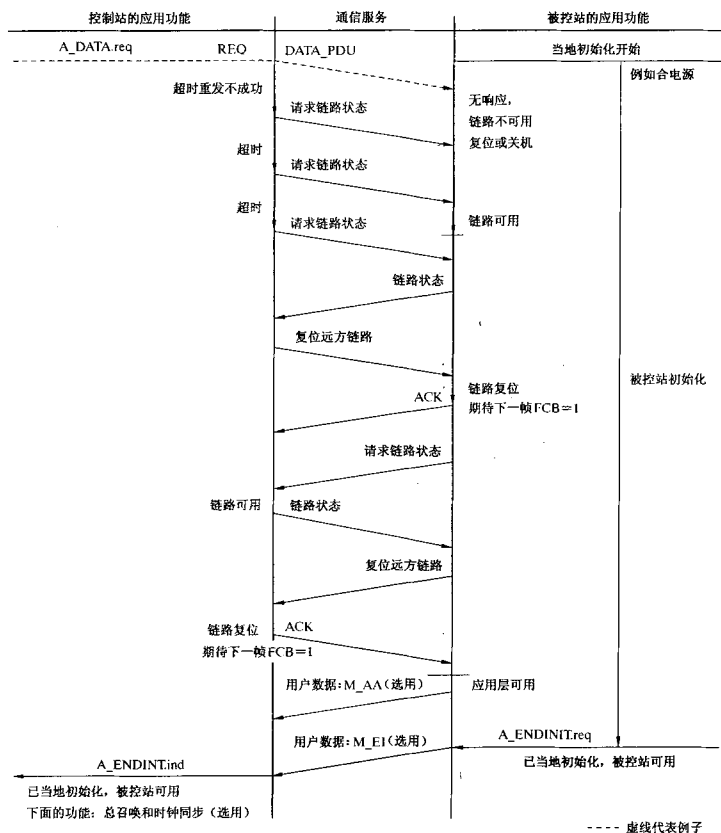 控制站的应用功能 通信服务 被控站的应用功能
A_DATA.req REQ DATA_PDU 当地初始化开始
例如合电源
超时重发不成功
无响应，
请求链路状态
链路不可用
复位或关机
超时
请求链路状态
超时
请求链路状态
链路可用
链路状态
复位远方链路
被控站初始化
链路复位
ACK
期待下一帧FCB＝1
请求链路状态
链路可用 链路状态
复位远方链路
链路复位 ACK
期待下一帧FCB＝1
用户数据:M_AA(选用) 应用层可用
用户数据:M_EI(选用) A_ENDINIT.req
已当地初始化，被控站可用
A_ENDINT.ind
已当地初始化，被控站可用
下面的功能：总召唤和时钟同步（选用）
---- 虚线代表例子